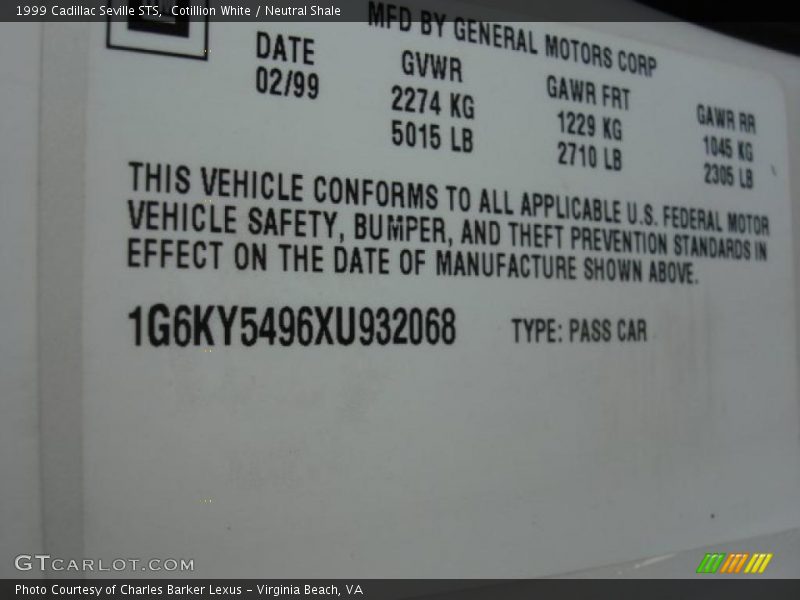 1999 Cadillac Seville STS, Cotillion White / Neutral Shale
MFD BY GENERAL MOTORS CORP
DATE GVWR GAWR FRT GAWR RR
02/99 2274 KG 1229 KG 1045 KG
5015 LB 2710 LB 2305 LB
THIS VEHICLE CONFORMS TO ALL APPLICABLE U.S. FEDERAL MOTOR
VEHICLE SAFETY, BUMPER, AND THEFT PREVENTION STANDARDS IN
EFFECT ON THE DATE OF MANUFACTURE SHOWN ABOVE.
1G6KY5496XU932068 TYPE: PASS CAR
GTCARLOT.COM
Photo Courtesy of Charles Barker Lexus - Virginia Beach, VA